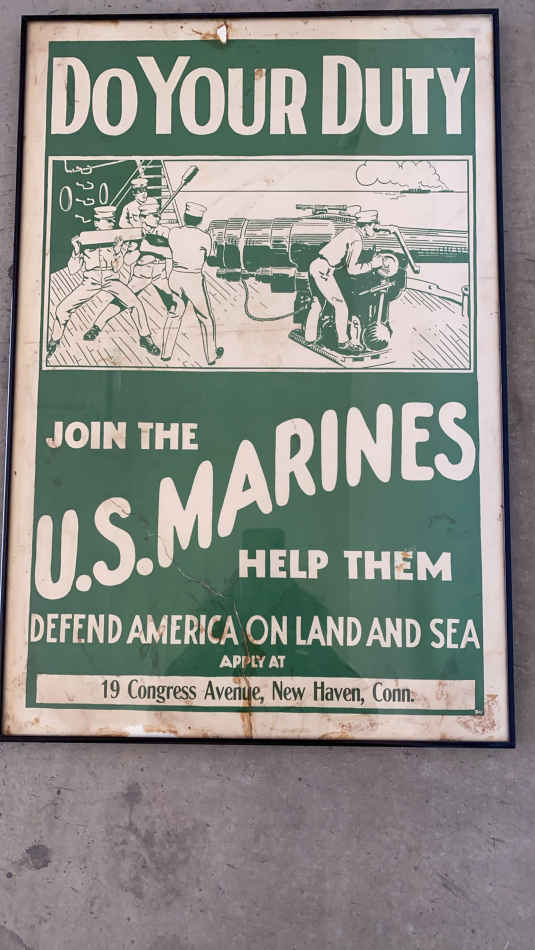 DO YOUR DUTY
JOIN THE
U.S. MARINES
HELP THEM
DEFEND AMERICA ON LAND AND SEA
APPLY AT
19 Congress Avenue, New Haven, Conn.